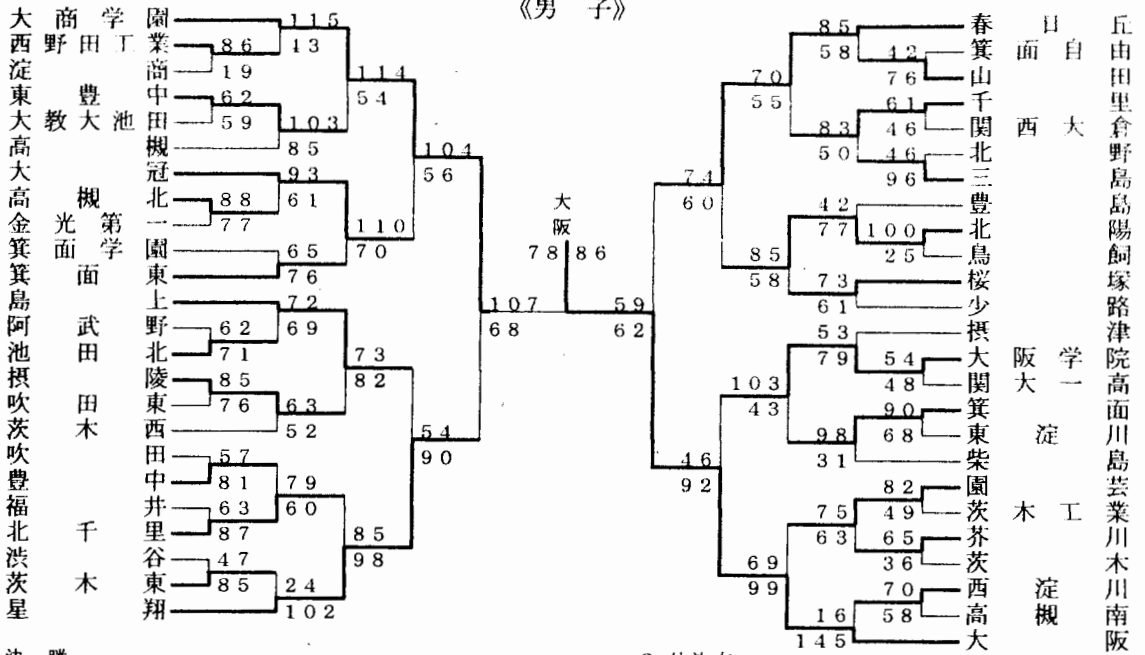 《男子》
大商学園
西野田工業
淀商
東豊中
大教大池田
高槻
大冠
高槻北
金光第一
箕面学園
箕面東
島上
阿武野
池田北
摂陵
吹田東
茨木西
吹田
豊中
福井
北千里
渋谷
茨木東
星翔
86
19
62
59
88
77
62
71
85
76
57
81
63
87
47
85
115
43
103
85
93
61
65
76
72
69
63
52
79
60
24
102
114
54
110
70
73
82
85
98
104
56
54
90
107
68
大阪
78 86
59
62
74
60
46
92
70
55
85
58
103
43
69
99
85
58
83
50
42
77
73
61
53
79
98
31
75
63
16
145
42
76
61
46
46
96
100
25
54
48
90
68
82
49
65
36
70
58
春日丘
箕面自由
山田
千里
関西大倉
北野
三島
豊島
北陽
鳥飼
桜塚
少路
摂津
大阪学院
関大一高
箕面
東淀川
柴島
園芸
茨木工業
芥川
茨木
西淀川
高槻南
大阪